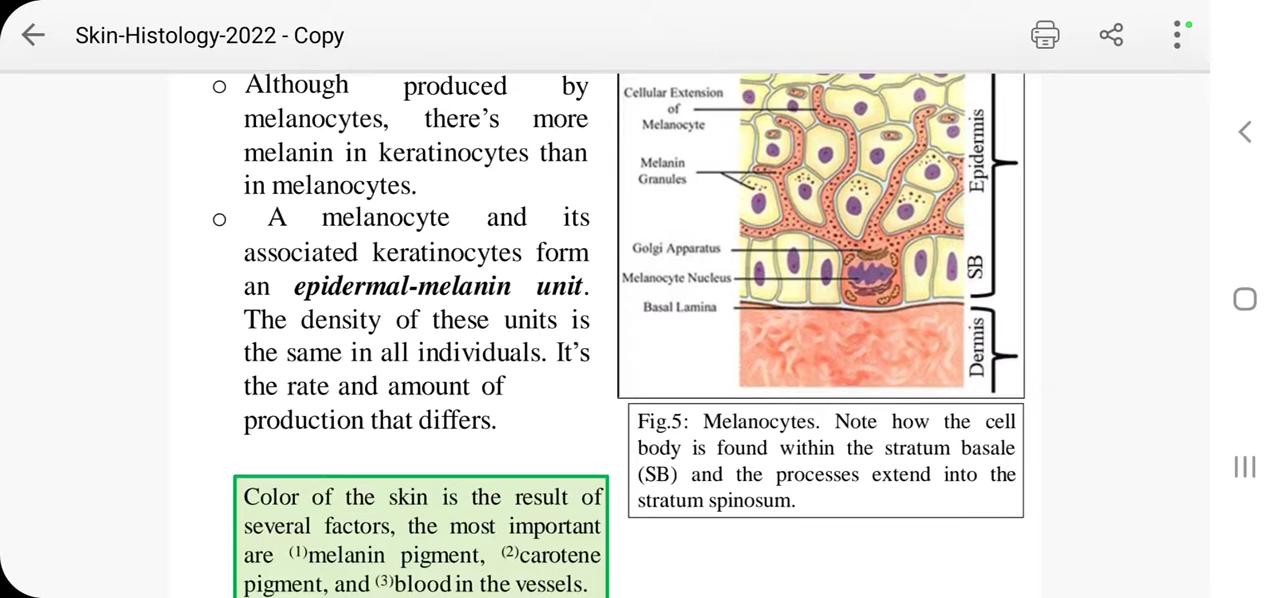 Skin-Histology-2022 - Copy
o Although produced by
melanocytes, there's more
melanin in keratinocytes than
in melanocytes.
o A melanocyte and its
associated keratinocytes form
an epidermal-melanin unit.
The density of these units is
the same in all individuals. It's
the rate and amount of
production that differs.
Color of the skin is the result of
several factors, the most important
are (1)melanin pigment, (2)carotene
pigment, and (3)blood in the vessels.
Cellular Extension
of
Melanocyte
Melanin
Granules
Golgi Apparatus
Melanocyte Nucleus
Basal Lamina
Epidermis
SB
Dermis
Fig.5: Melanocytes. Note how the cell
body is found within the stratum basale
(SB) and the processes extend into the
stratum spinosum.